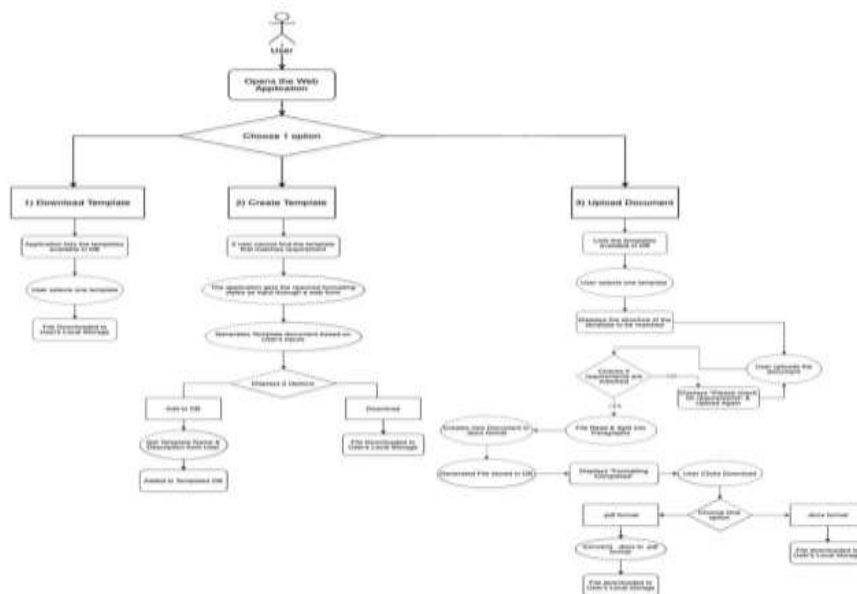 User
Opens the Web
Application
Choose 1 option
1) Download Template
2) Create Template
3) Upload Document
Application lists the templates
available in DB
If user cannot find the template
that matches requirement
Lists the templates
available in DB
User selects one template
The application gets the required formatting
styles as input through a web form
User selects one template
File Downloaded to
User's Local Storage
Generates Template document based on
User's inputs
Displays the structure of the
template to be matched
Displays 2 Options
Checks if
requirements are
matched
User uploads the
document
Displays "Please check
the requirements" &
Upload Again
Add to DB
Download
YES
Get Template Name &
Description from User
File Downloaded to
User's Local Storage
Creates new Document in
.docx format
File Read & Split into
Paragraphs
Added to Templates DB
Generated File stored in DB
Displays "Formatting
Completed"
User Clicks Download
.pdf format
Choose One
option
.docx format
Converts .docx to .pdf
format
File downloaded to
User's Local Storage
File downloaded to
User's Local Storage